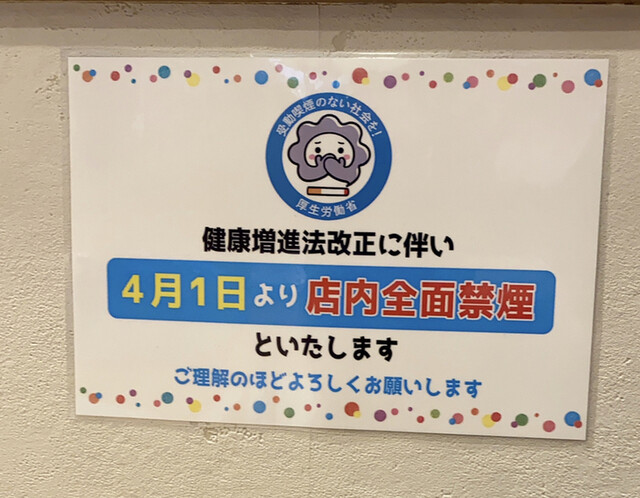 受動喫煙のない社会を!
厚生労働省
健康増進法改正に伴い
4月1日より店内全面禁煙
といたします
ご理解のほどよろしくお願いします